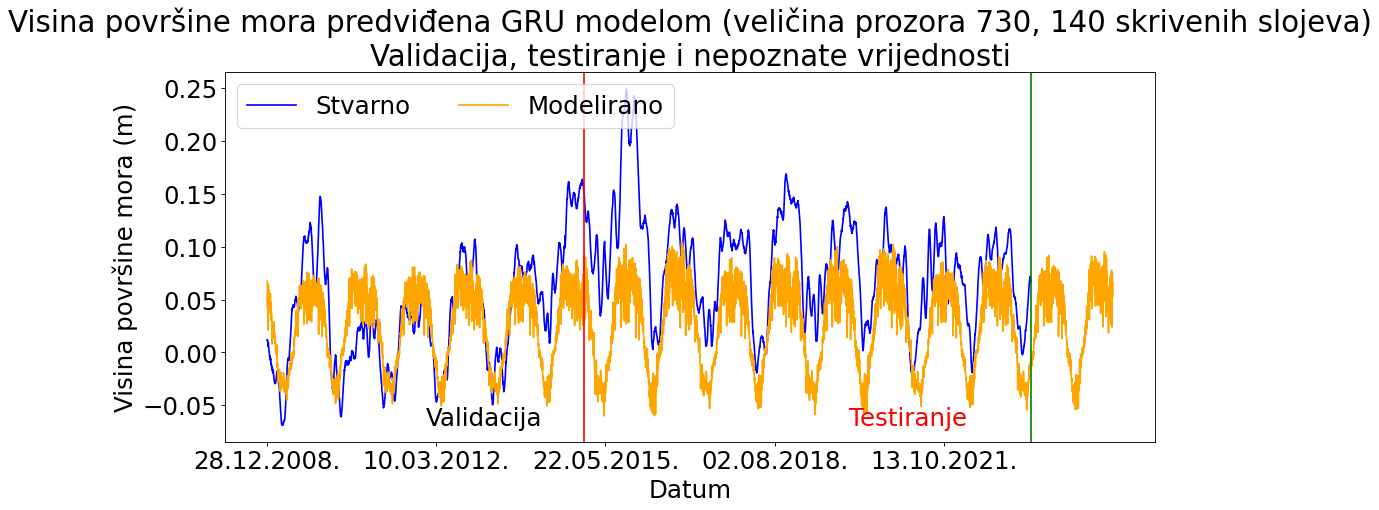 Visina površine mora predviđena GRU modelom (veličina prozora 730, 140 skrivenih slojeva)
Validacija, testiranje i nepoznate vrijednosti
Stvarno
Modelirano
Visina površine mora (m)
0.25
0.20
0.15
0.10
0.05
0.00
−0.05
Validacija
Testiranje
28.12.2008.
10.03.2012.
22.05.2015.
02.08.2018.
13.10.2021.
Datum